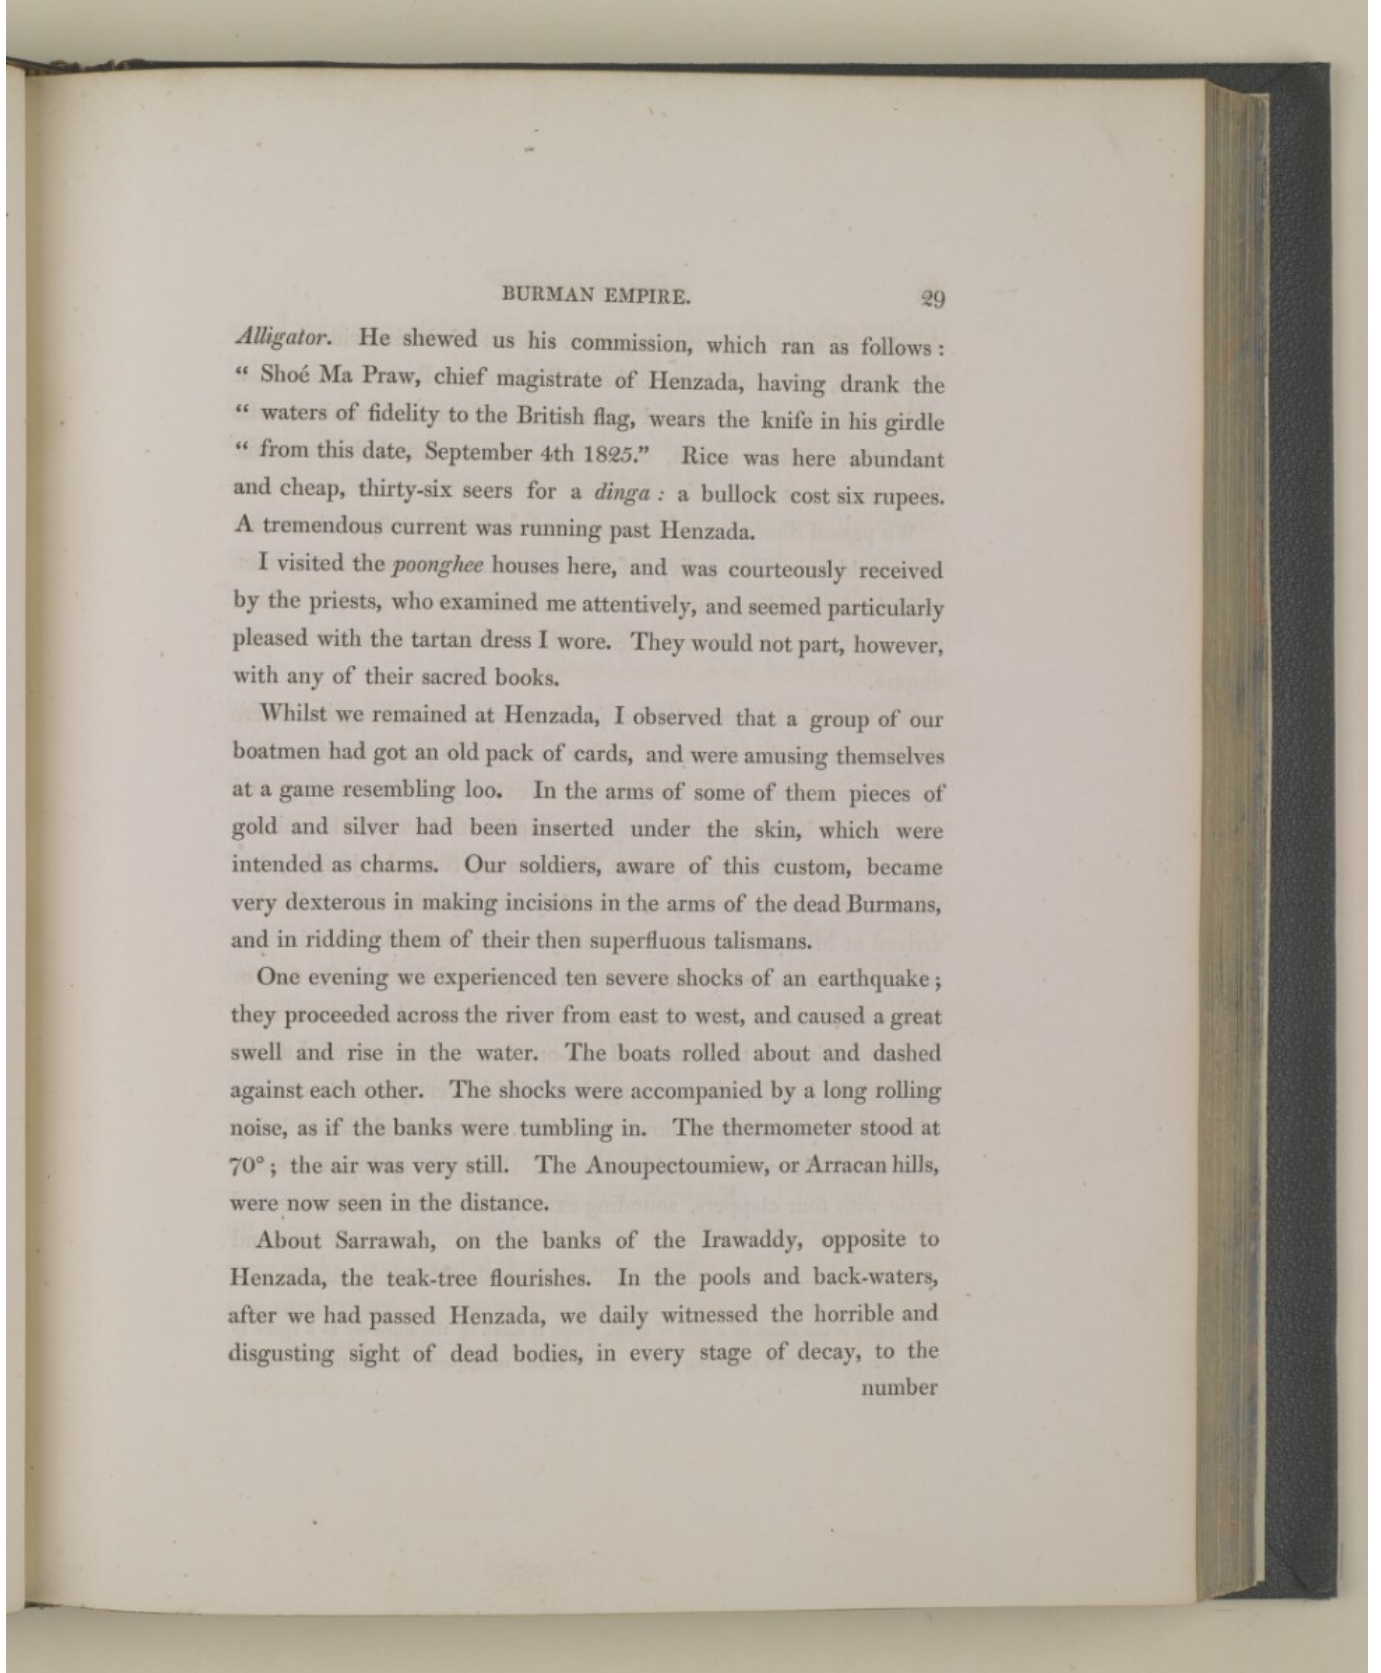 BURMAN EMPIRE. 29
Alligator. He shewed us his commission, which ran as follows :
“ Shoé Ma Praw, chief magistrate of Henzada, having drank the
“ waters of fidelity to the British flag, wears the knife in his girdle
“ from this date, September 4th 1825.” Rice was here abundant
and cheap, thirty-six seers for a dinga : a bullock cost six rupees.
A tremendous current was running past Henzada.
I visited the poonghee houses here, and was courteously received
by the priests, who examined me attentively, and seemed particularly
pleased with the tartan dress I wore. They would not part, however,
with any of their sacred books.
Whilst we remained at Henzada, I observed that a group of our
boatmen had got an old pack of cards, and were amusing themselves
at a game resembling loo. In the arms of some of them pieces of
gold and silver had been inserted under the skin, which were
intended as charms. Our soldiers, aware of this custom, became
very dexterous in making incisions in the arms of the dead Burmans,
and in ridding them of their then superfluous talismans.
One evening we experienced ten severe shocks of an earthquake ;
they proceeded across the river from east to west, and caused a great
swell and rise in the water. The boats rolled about and dashed
against each other. The shocks were accompanied by a long rolling
noise, as if the banks were tumbling in. The thermometer stood at
70° ; the air was very still. The Anoupectoumiew, or Arracan hills,
were now seen in the distance.
About Sarrawah, on the banks of the Irawaddy, opposite to
Henzada, the teak-tree flourishes. In the pools and back-waters,
after we had passed Henzada, we daily witnessed the horrible and
disgusting sight of dead bodies, in every stage of decay, to the
number